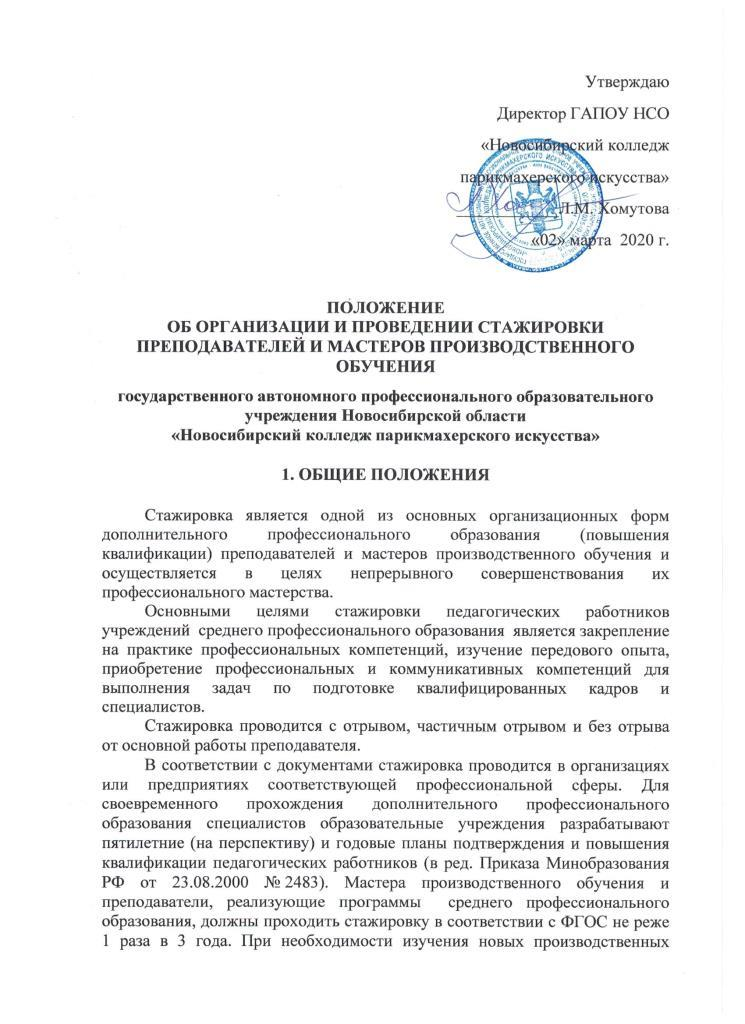 Утверждаю
Директор ГАПОУ НСО
«Новосибирский колледж
парикмахерского искусства»
Л.М. Хомутова
«02» марта 2020 г.
ПОЛОЖЕНИЕ
ОБ ОРГАНИЗАЦИИ И ПРОВЕДЕНИИ СТАЖИРОВКИ
ПРЕПОДАВАТЕЛЕЙ И МАСТЕРОВ ПРОИЗВОДСТВЕННОГО
ОБУЧЕНИЯ
государственного автономного профессионального образовательного
учреждения Новосибирской области
«Новосибирский колледж парикмахерского искусства»
1. ОБЩИЕ ПОЛОЖЕНИЯ
Стажировка является одной из основных организационных форм
дополнительного профессионального образования (повышения
квалификации) преподавателей и мастеров производственного обучения и
осуществляется в целях непрерывного совершенствования их
профессионального мастерства.
Основными целями стажировки педагогических работников
учреждений среднего профессионального образования является закрепление
на практике профессиональных компетенций, изучение передового опыта,
приобретение профессиональных и коммуникативных компетенций для
выполнения задач по подготовке квалифицированных кадров и
специалистов.
Стажировка проводится с отрывом, частичным отрывом и без отрыва
от основной работы преподавателя.
В соответствии с документами стажировка проводится в организациях
или предприятиях соответствующей профессиональной сферы. Для
своевременного прохождения дополнительного профессионального
образования специалистов образовательные учреждения разрабатывают
пятилетние (на перспективу) и годовые планы подтверждения и повышения
квалификации педагогических работников (в ред. Приказа Минобразования
РФ от 23.08.2000 № 2483). Мастера производственного обучения и
преподаватели, реализующие программы среднего профессионального
образования, должны проходить стажировку в соответствии с ФГОС не реже
1 раза в 3 года. При необходимости изучения новых производственных